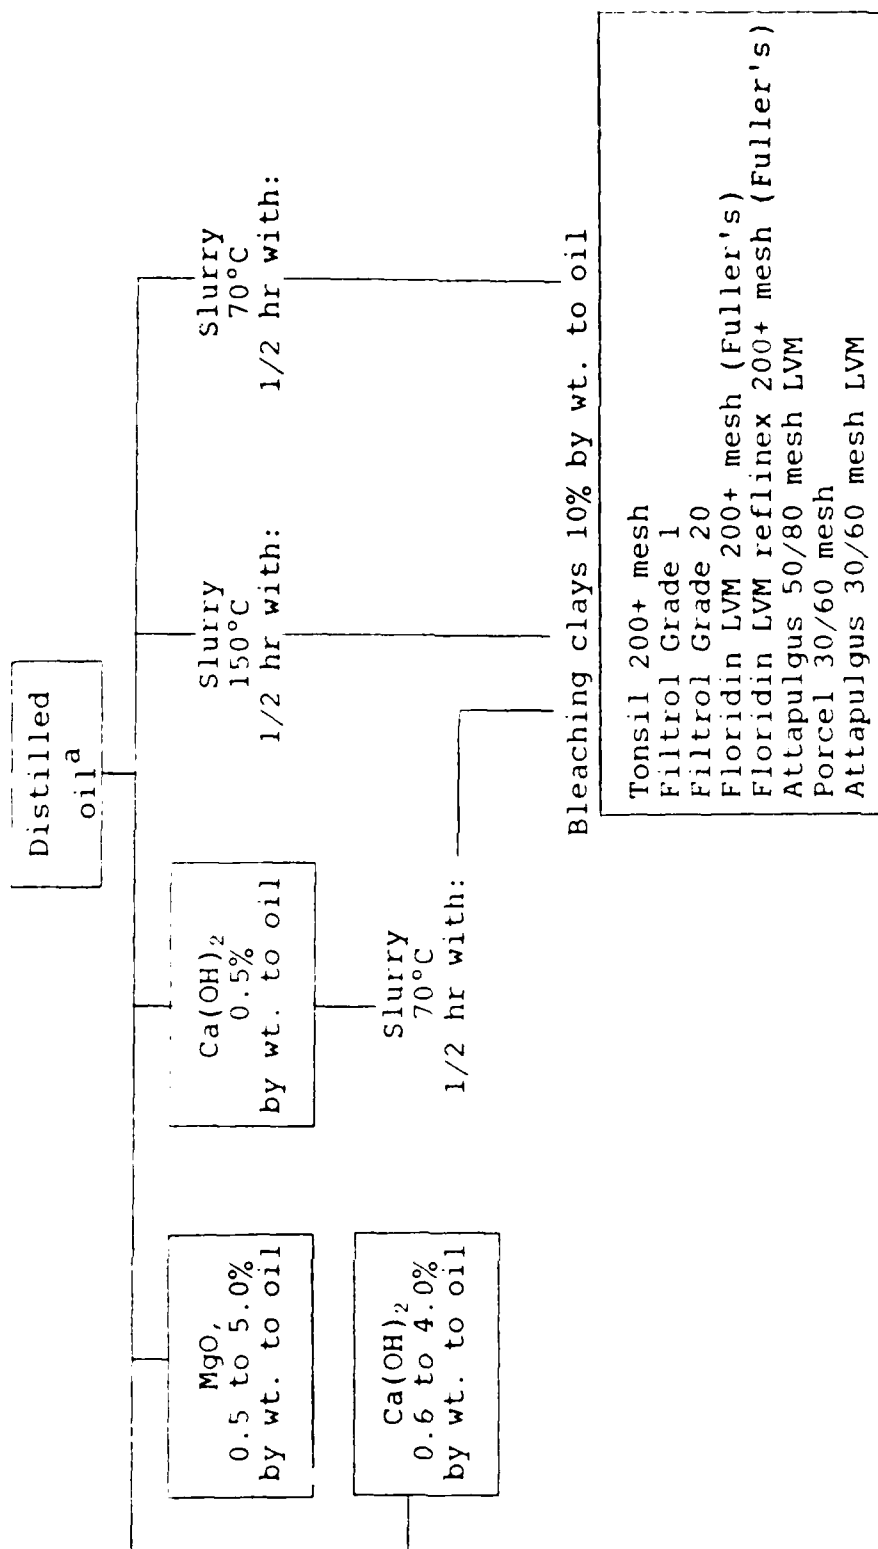 Distilled
oilᵃ
MgO,
0.5 to 5.0%
by wt. to oil
Ca(OH)₂
0.6 to 4.0%
by wt. to oil
Ca(OH)₂
0.5%
by wt. to oil
Slurry
70°C
1/2 hr with:
Slurry
150°C
1/2 hr with:
Slurry
70°C
1/2 hr with:
Bleaching clays 10% by wt. to oil
Tonsil 200+ mesh
Filtrol Grade 1
Filtrol Grade 20
Floridin LVM 200+ mesh (Fuller's)
Floridin LVM reflinex 200+ mesh (Fuller's)
Attapulgus 50/80 mesh LVM
Porcel 30/60 mesh
Attapulgus 30/60 mesh LVM